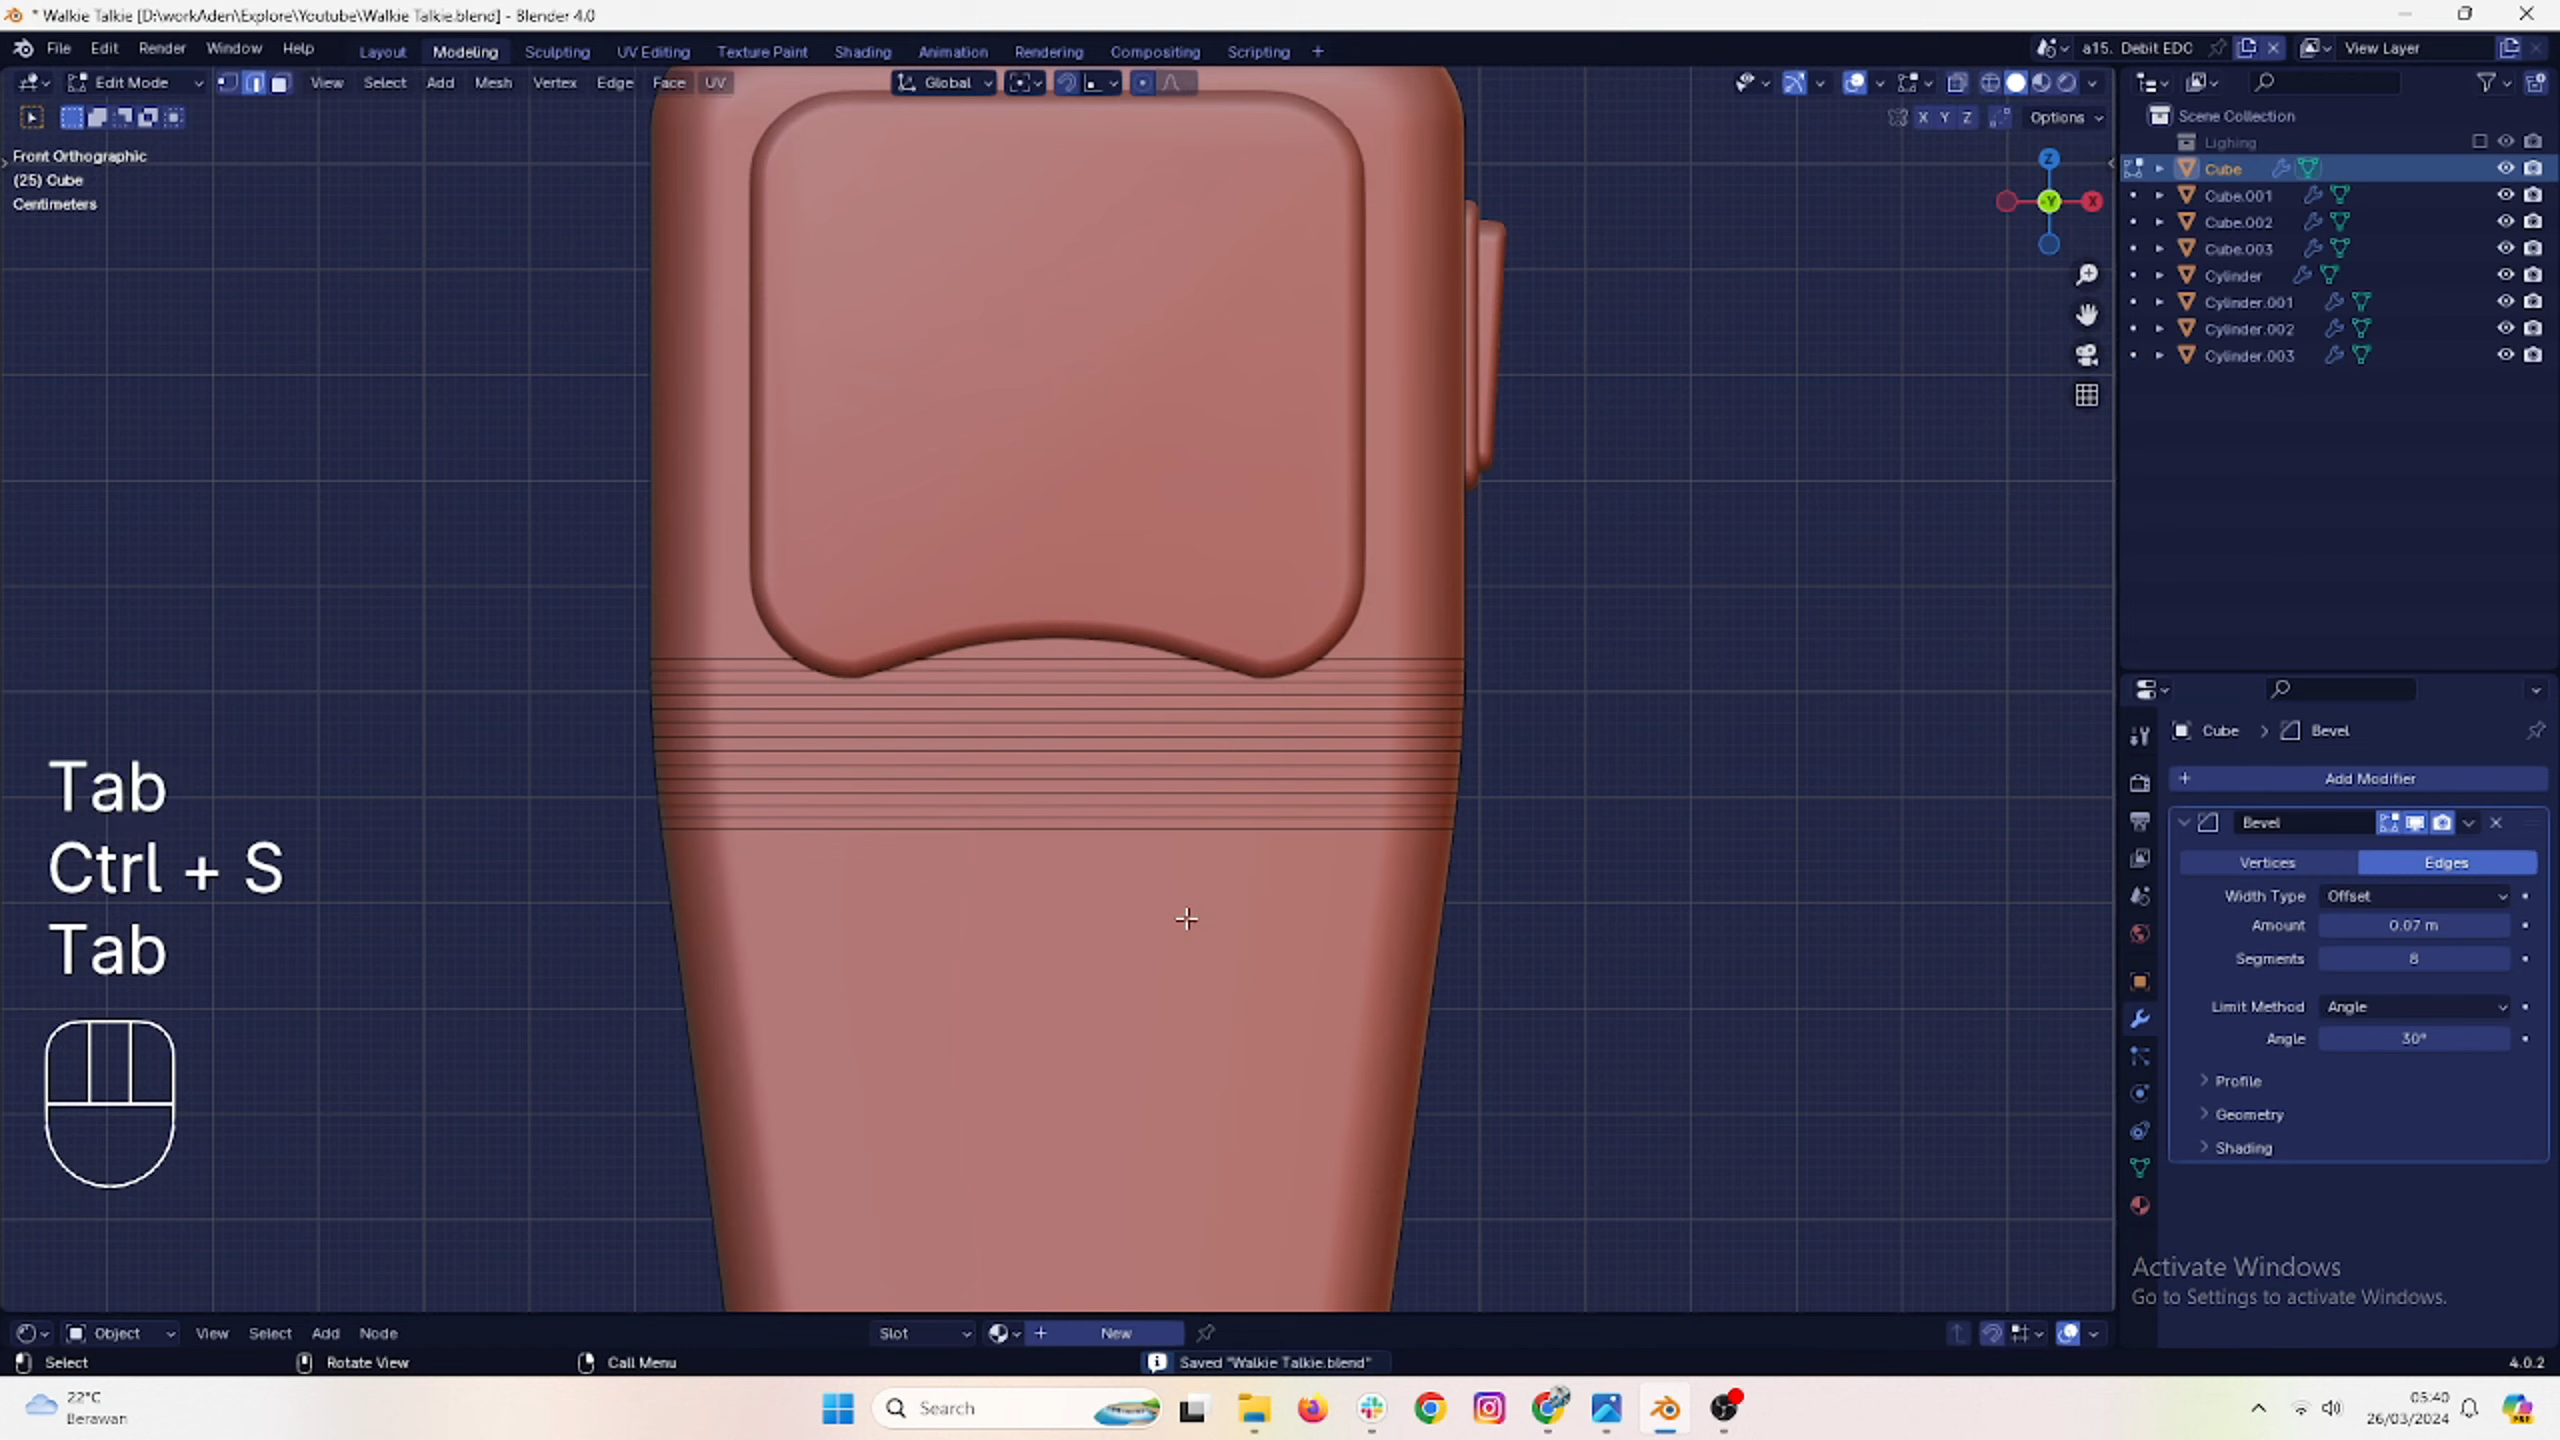 * Walkie Talkie [D:\workAden\Explore\Youtube\Walkie Talkie.blend] - Blender 4.0
File Edit Render Window Help Layout Modeling Sculpting UV Editing Texture Paint Shading Animation Rendering Compositing Scripting + a15. Debit EDC View Layer
Edit Mode View Select Add Mesh Vertex Edge Face UV Global
X Y Z Options
Front Orthographic
(25) Cube
Centimeters
Z
Y X
Scene Collection
Lighing
Cube
Cube.001
Cube.002
Cube.003
Cylinder
Cylinder.001
Cylinder.002
Cylinder.003
Tab
Ctrl + S
Tab
Cube > Bevel
+ Add Modifier
Bevel
Vertices Edges
Width Type Offset
Amount 0.07 m
Segments 8
Limit Method Angle
Angle 30°
Profile
Geometry
Shading
Activate Windows
Go to Settings to activate Windows.
Object View Select Add Node Slot + New
Select Rotate View Call Menu Saved "Walkie Talkie.blend" 4.0.2
22°C
Berawan
Search
05:40
26/03/2024